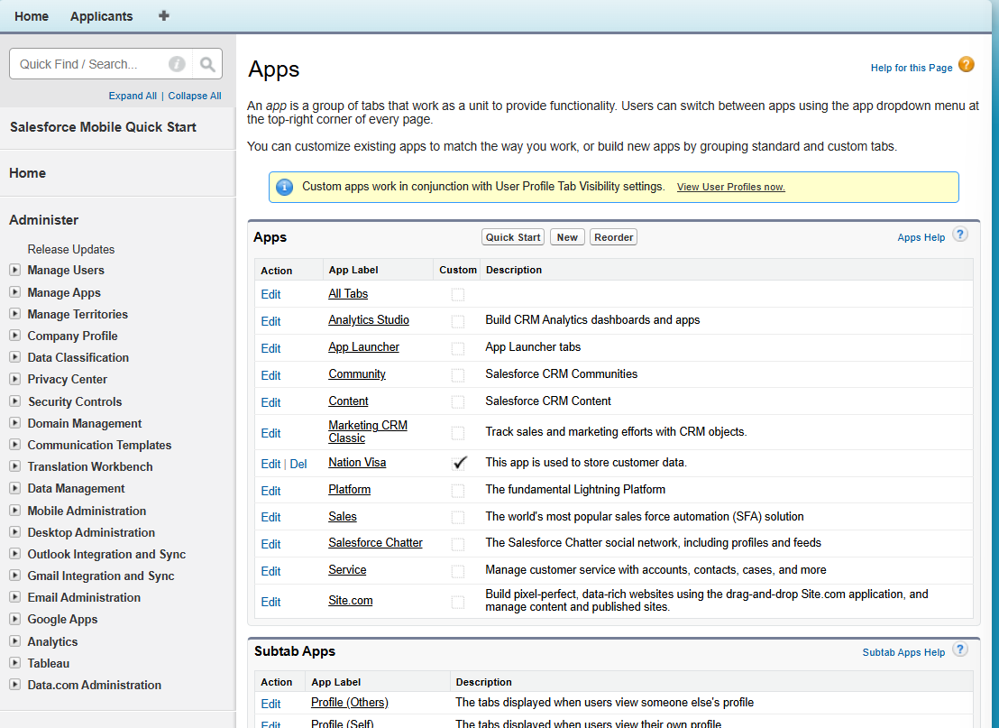 Home Applicants +
Quick Find / Search...
Expand All | Collapse All
Salesforce Mobile Quick Start
Home
Administer
Release Updates
Manage Users
Manage Apps
Manage Territories
Company Profile
Data Classification
Privacy Center
Security Controls
Domain Management
Communication Templates
Translation Workbench
Data Management
Mobile Administration
Desktop Administration
Outlook Integration and Sync
Gmail Integration and Sync
Email Administration
Google Apps
Analytics
Tableau
Data.com Administration
Apps
Help for this Page ?
An app is a group of tabs that work as a unit to provide functionality. Users can switch between apps using the app dropdown menu at
the top-right corner of every page.
You can customize existing apps to match the way you work, or build new apps by grouping standard and custom tabs.
Custom apps work in conjunction with User Profile Tab Visibility settings. View User Profiles now.
Apps Quick Start New Reorder Apps Help ?
Action App Label Custom Description
Edit All Tabs
Edit Analytics Studio Build CRM Analytics dashboards and apps
Edit App Launcher App Launcher tabs
Edit Community Salesforce CRM Communities
Edit Content Salesforce CRM Content
Edit Marketing CRM Classic Track sales and marketing efforts with CRM objects.
Edit | Del Nation Visa This app is used to store customer data.
Edit Platform The fundamental Lightning Platform
Edit Sales The world's most popular sales force automation (SFA) solution
Edit Salesforce Chatter The Salesforce Chatter social network, including profiles and feeds
Edit Service Manage customer service with accounts, contacts, cases, and more
Edit Site.com Build pixel-perfect, data-rich websites using the drag-and-drop Site.com application, and
manage content and published sites.
Subtab Apps Subtab Apps Help ?
Action App Label Description
Edit Profile (Others) The tabs displayed when users view someone else's profile
Edit Profile (Self) The tabs displayed when users view their own profile